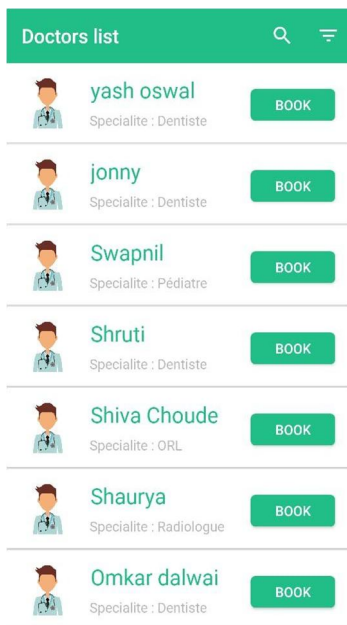 Doctors list
yash oswal
Specialite : Dentiste
BOOK
jonny
Specialite : Dentiste
BOOK
Swapnil
Specialite : Pédiatre
BOOK
Shruti
Specialite : Dentiste
BOOK
Shiva Choude
Specialite : ORL
BOOK
Shaurya
Specialite : Radiologue
BOOK
Omkar dalwai
Specialite : Dentiste
BOOK